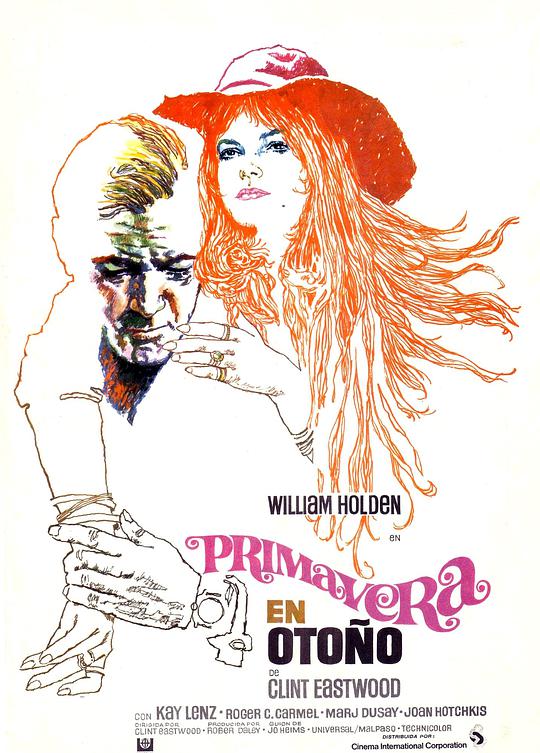 WILLIAM HOLDEN
en
PRIMAVERA
EN
OTOÑO
DE
CLINT EASTWOOD
CON KAY LENZ · ROGER C. CARMEL · MARJ DUSAY · JOAN HOTCHKIS
DIRIGIDA POR PRODUCIDA POR GUION DE
CLINT EASTWOOD · ROBER DALEY · JO HEIMS · UNIVERSAL/MALPASO · TECHNICOLOR
DISTRIBUIDA POR:
Cinema International Corporation